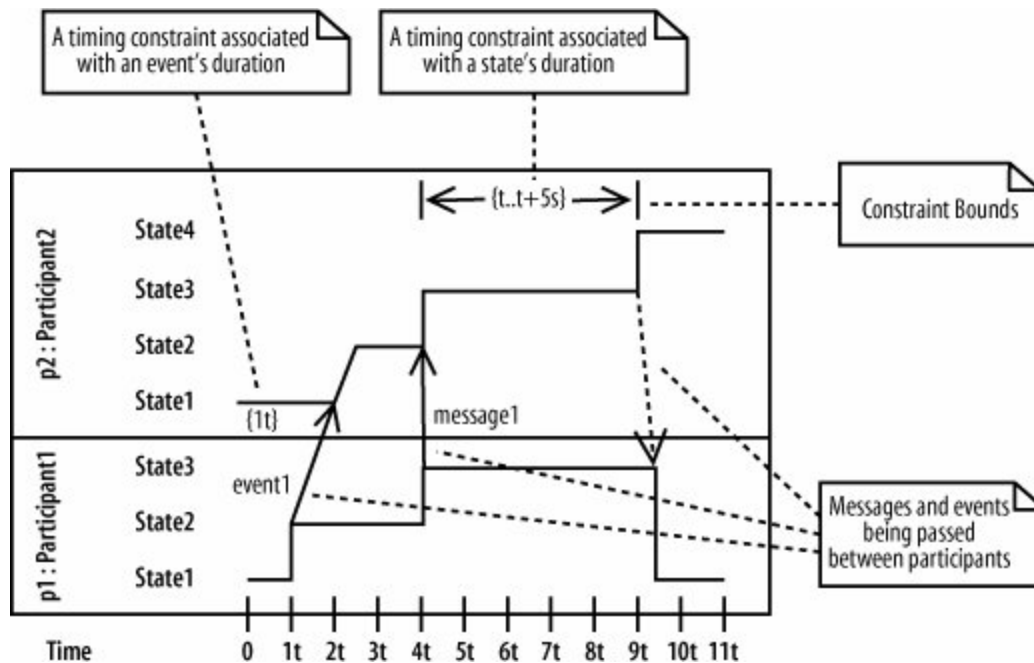 A timing constraint associated
with an event's duration
A timing constraint associated
with a state's duration
{t..t+5s}
Constraint Bounds
p2 : Participant2
State4
State3
State2
State1
{1t}
message1
p1 : Participant1
State3
event1
State2
State1
Messages and events
being passed
between participants
Time 0 1t 2t 3t 4t 5t 6t 7t 8t 9t 10t 11t